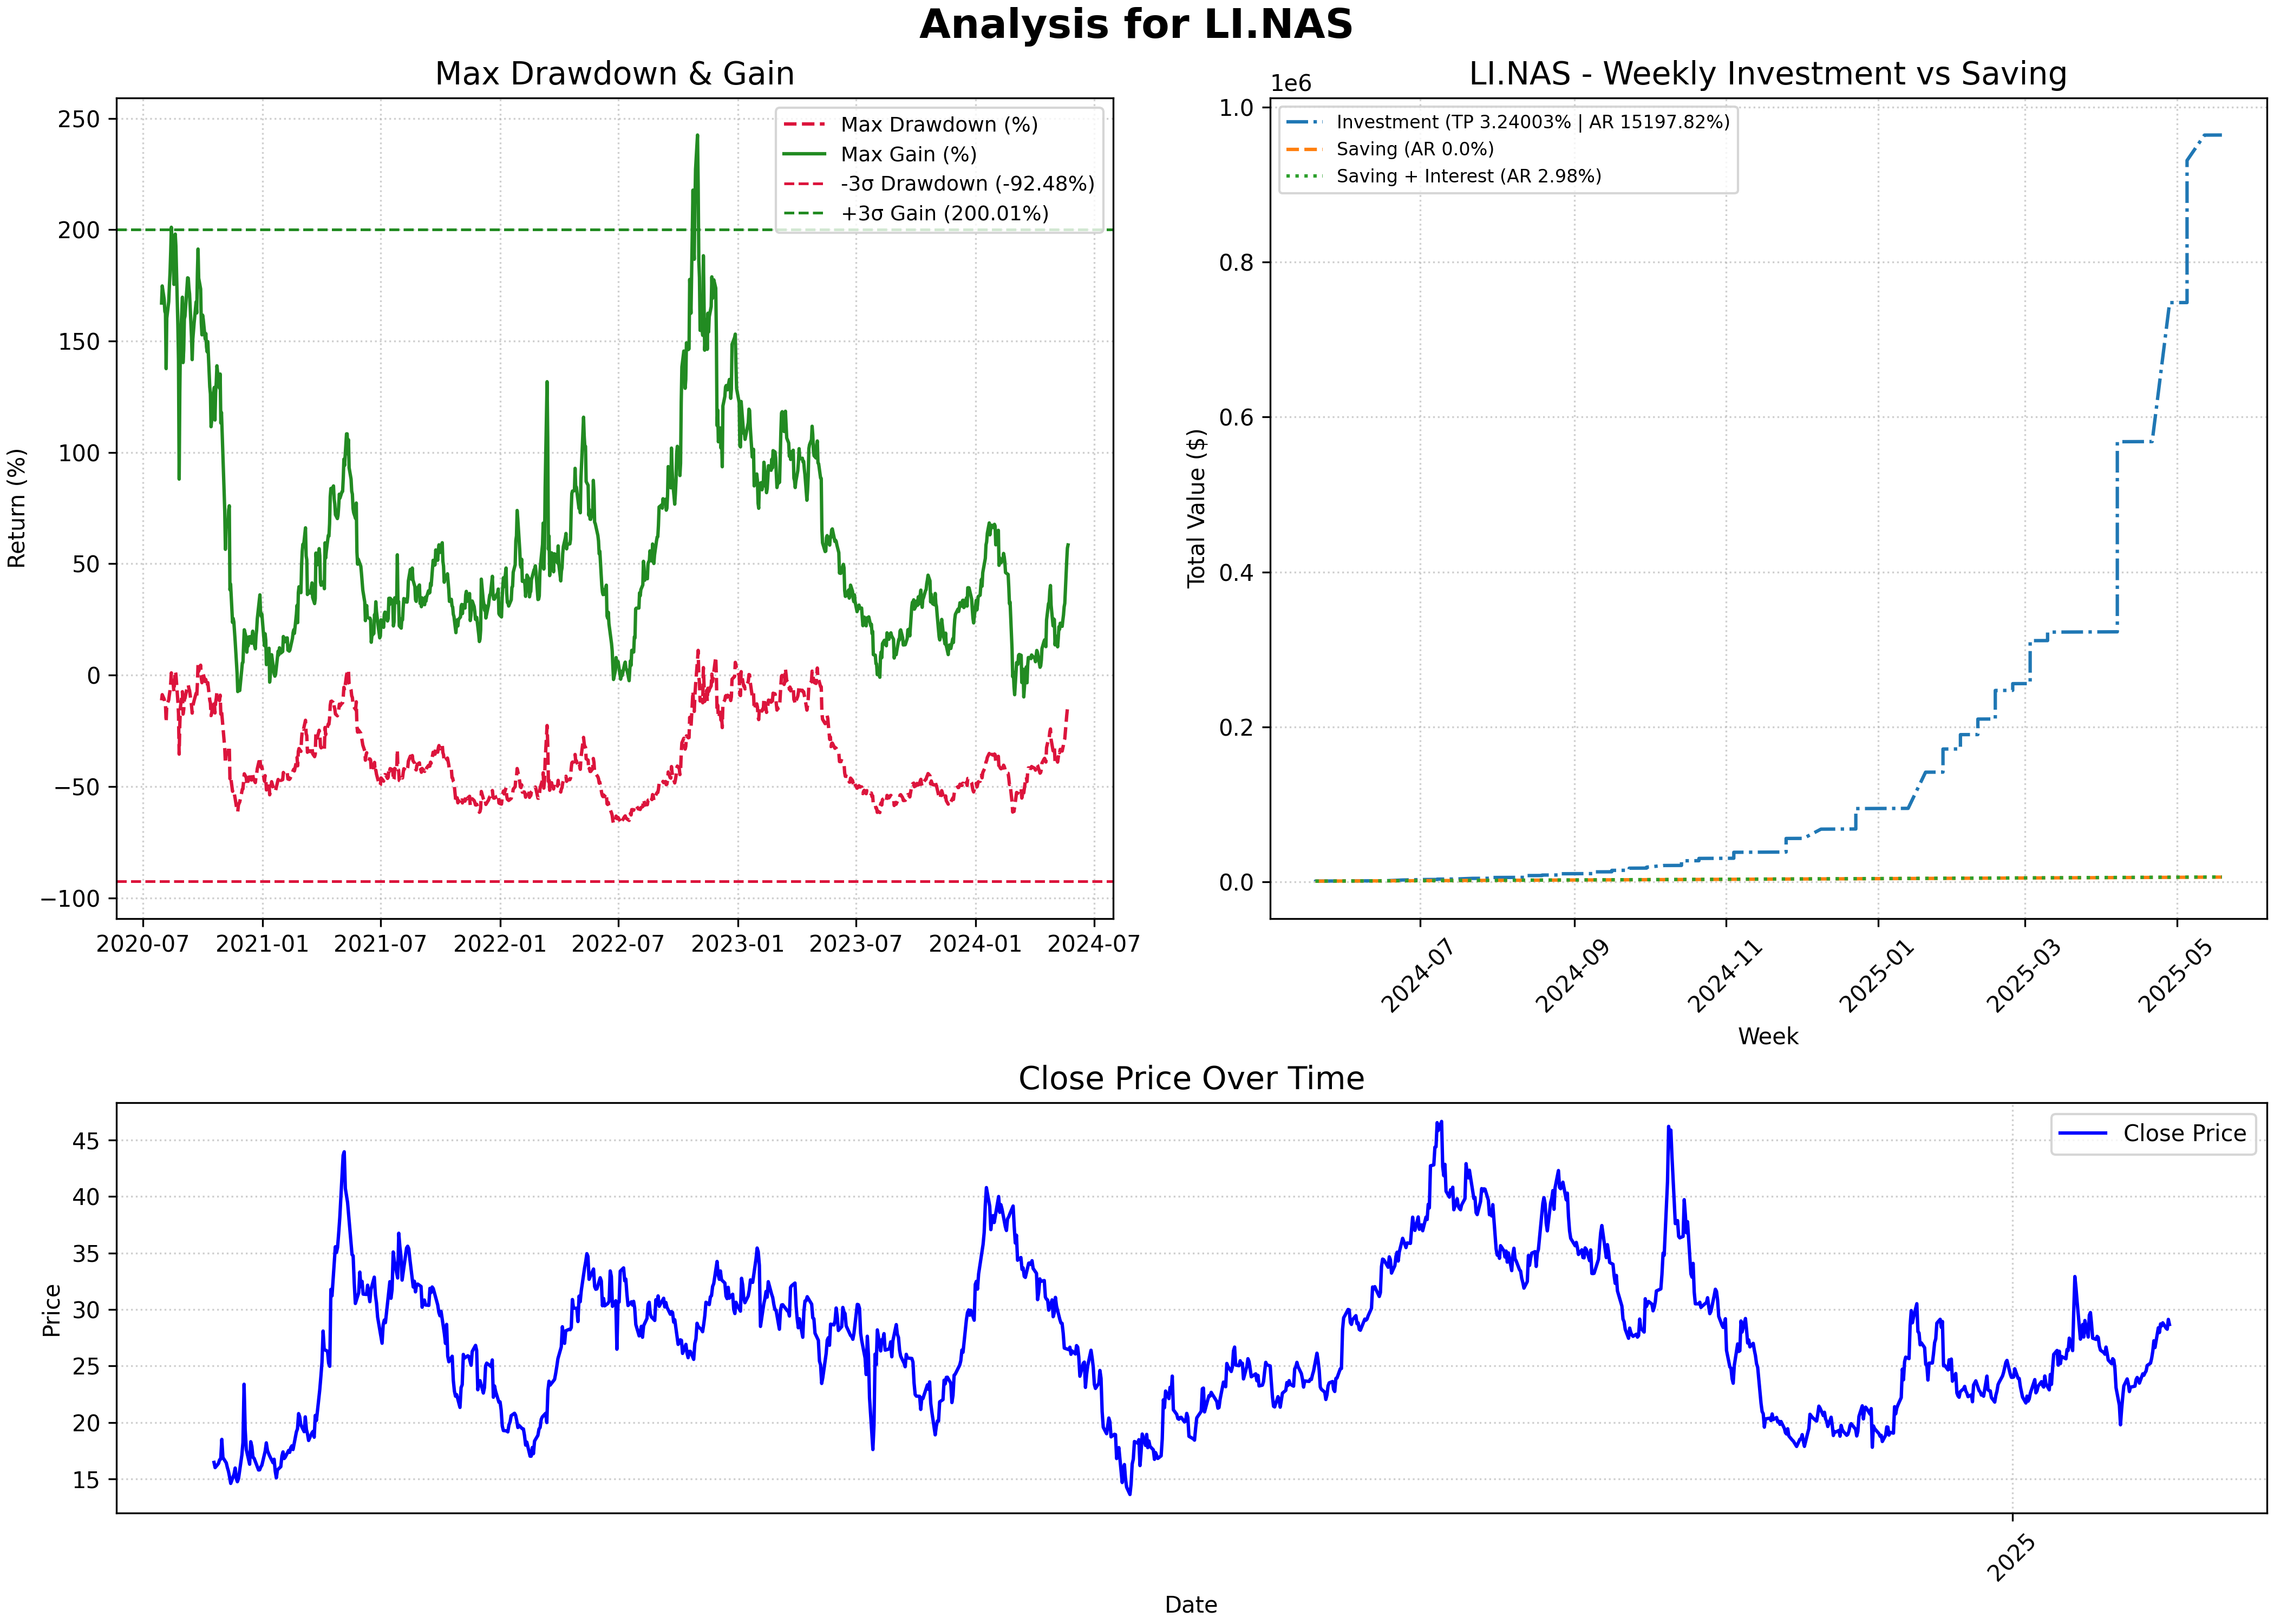 Analysis for LI.NAS
Max Drawdown & Gain
Return (%)
250
200
150
100
50
0
−50
−100
Max Drawdown (%)
Max Gain (%)
-3σ Drawdown (-92.48%)
+3σ Gain (200.01%)
2020-07 2021-01 2021-07 2022-01 2022-07 2023-01 2023-07 2024-01 2024-07
LI.NAS - Weekly Investment vs Saving
1e6
Total Value ($)
1.0
0.8
0.6
0.4
0.2
0.0
Investment (TP 3.24003% | AR 15197.82%)
Saving (AR 0.0%)
Saving + Interest (AR 2.98%)
2024-07 2024-09 2024-11 2025-01 2025-03 2025-05
Week
Close Price Over Time
Price
45
40
35
30
25
20
15
Close Price
2025
Date